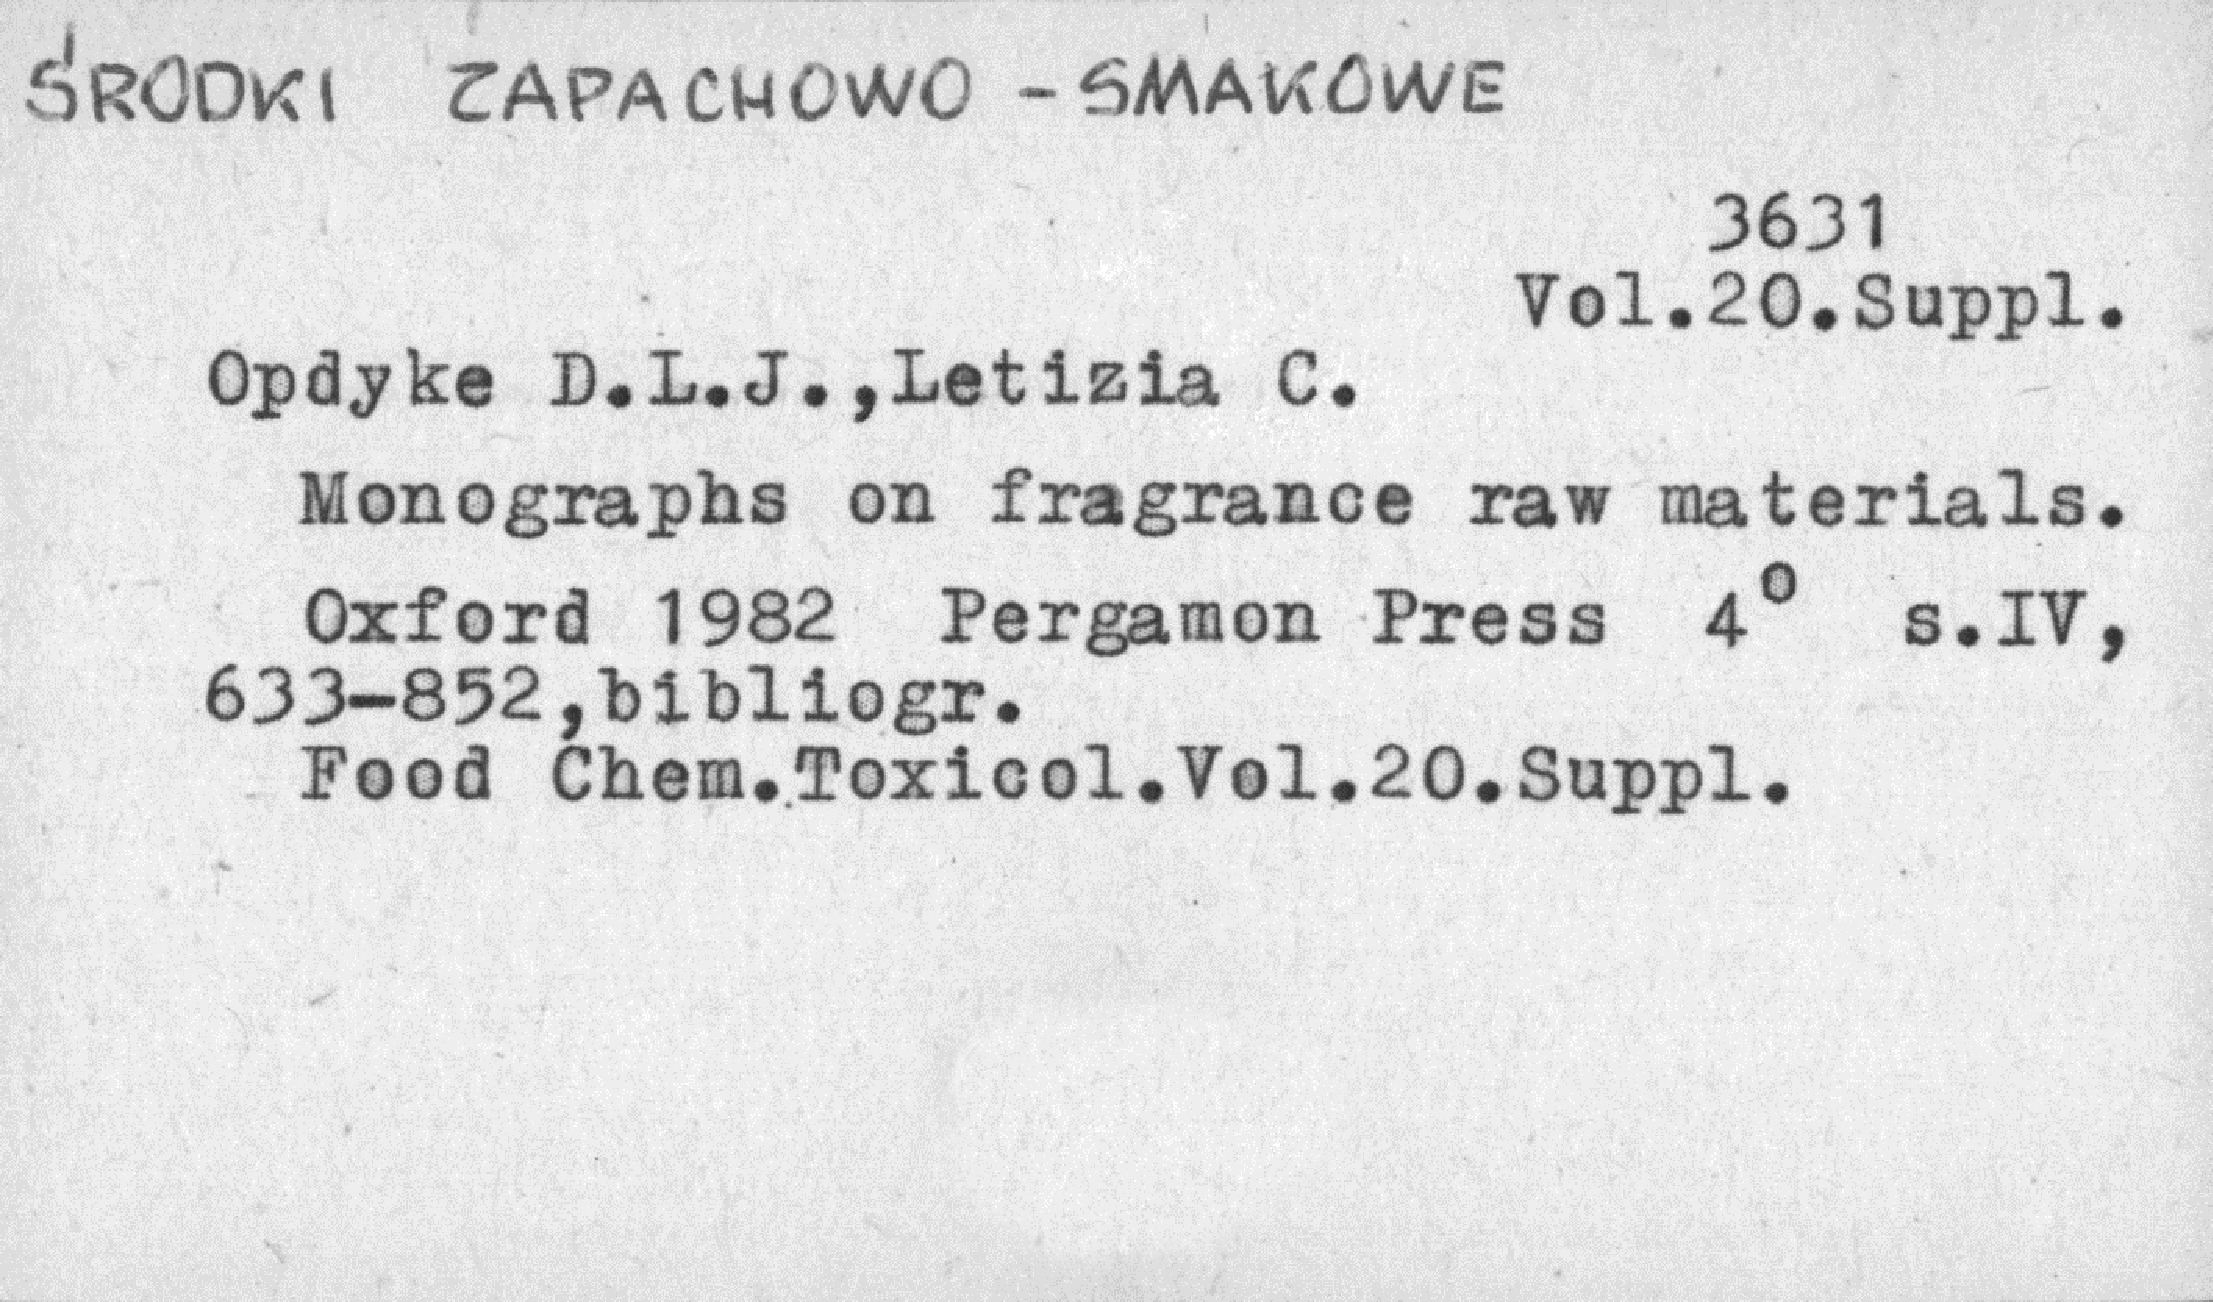 ŚRODKI ZAPACHOWO - SMAKOWE
3631
Vol.20.Suppl.
Opdyke D.L.J.,Letizia C.
Monographs on fragrance raw materials.
Oxford 1982 Pergamon Press 4° s.IV,
633-852,bibliogr.
Food Chem.Toxicol.Vol.20.Suppl.